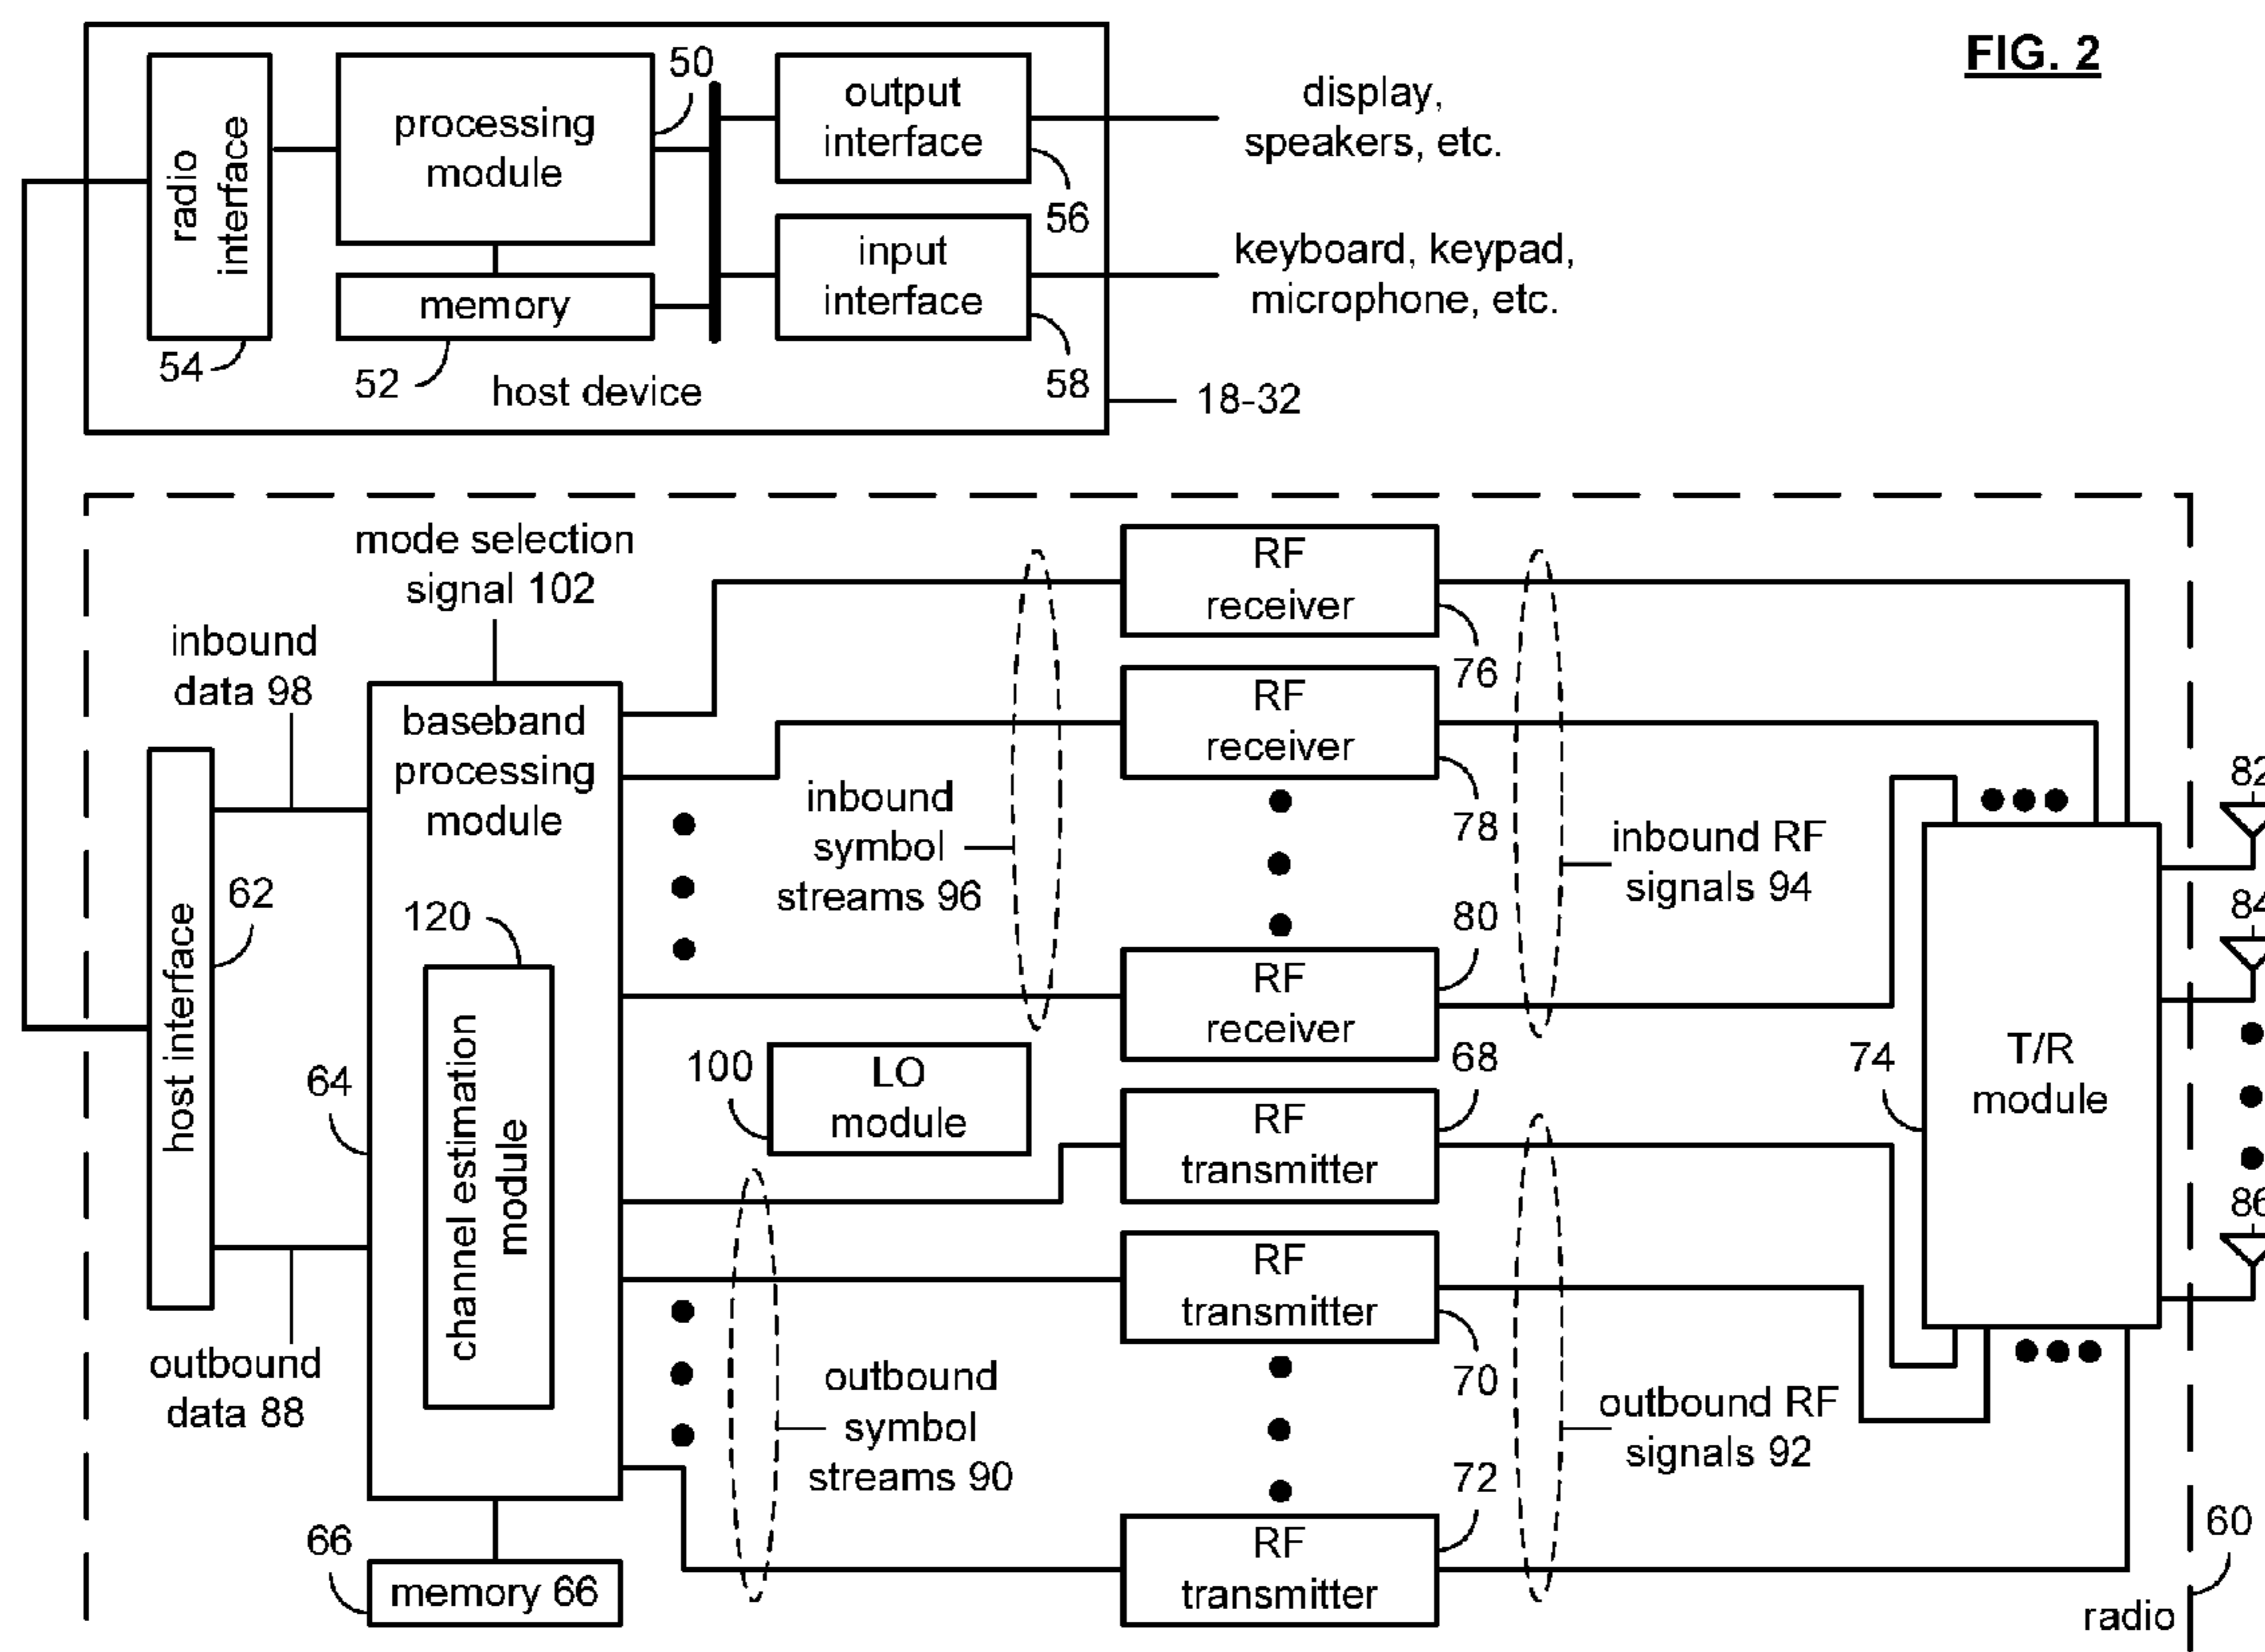 FIG. 2
50
radio
interface
processing
module
output
interface
display,
speakers, etc.
56
input
interface
keyboard, keypad,
microphone, etc.
memory
54
52
host device
58
18-32
mode selection
signal 102
RF
receiver
76
inbound
data 98
baseband
processing
module
RF
receiver
78
inbound
symbol
streams 96
inbound RF
signals 94
82
62
120
80
84
host interface
RF
receiver
64
channel estimation
module
100
LO
module
68
74
T/R
module
RF
transmitter
86
RF
transmitter
70
outbound
data 88
outbound
symbol
streams 90
outbound RF
signals 92
72
66
memory 66
RF
transmitter
60
radio